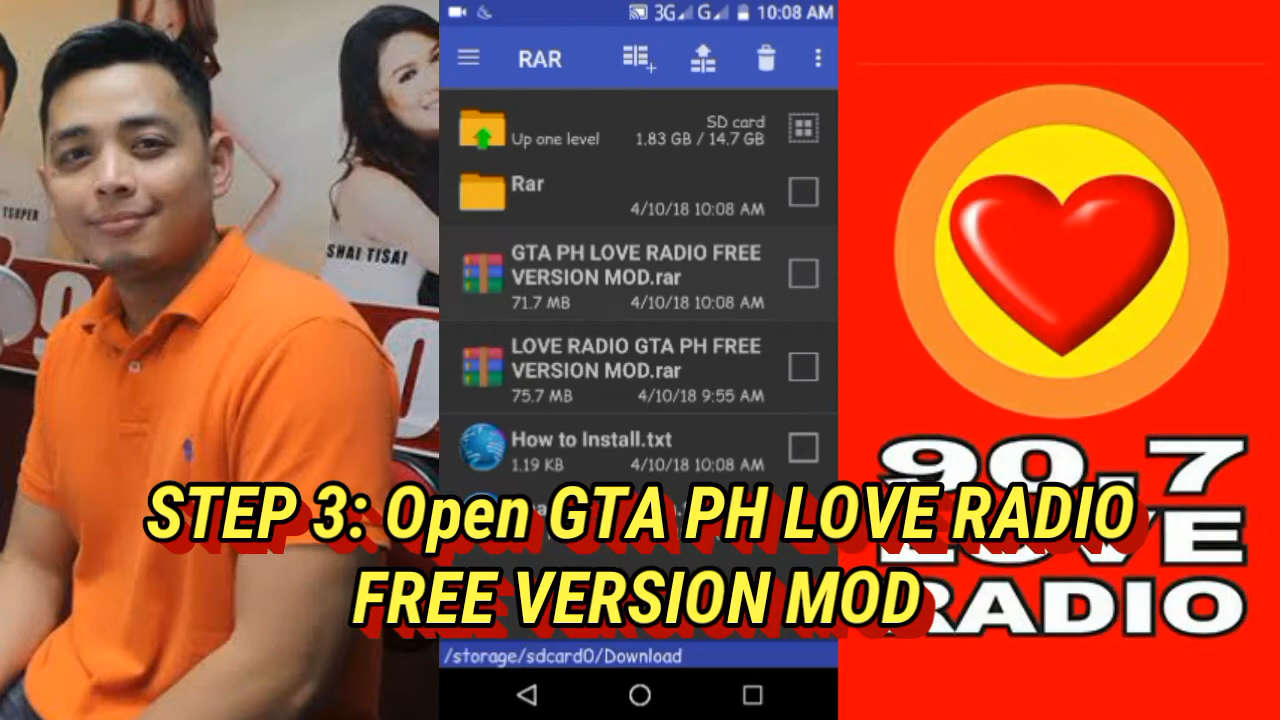 TSUPER
SHAI TISAI
9
0
3G G 10:08 AM
RAR
SD card
Up one level 1.83 GB / 14.7 GB
Rar
4/10/18 10:08 AM
GTA PH LOVE RADIO FREE
VERSION MOD.rar
71.7 MB 4/10/18 10:08 AM
LOVE RADIO GTA PH FREE
VERSION MOD.rar
75.7 MB 4/10/18 9:55 AM
How to Install.txt
1.19 KB 4/10/18 10:08 AM
/storage/sdcard0/Download
90.7
LOVE
RADIO
STEP 3: Open GTA PH LOVE RADIO
FREE VERSION MOD